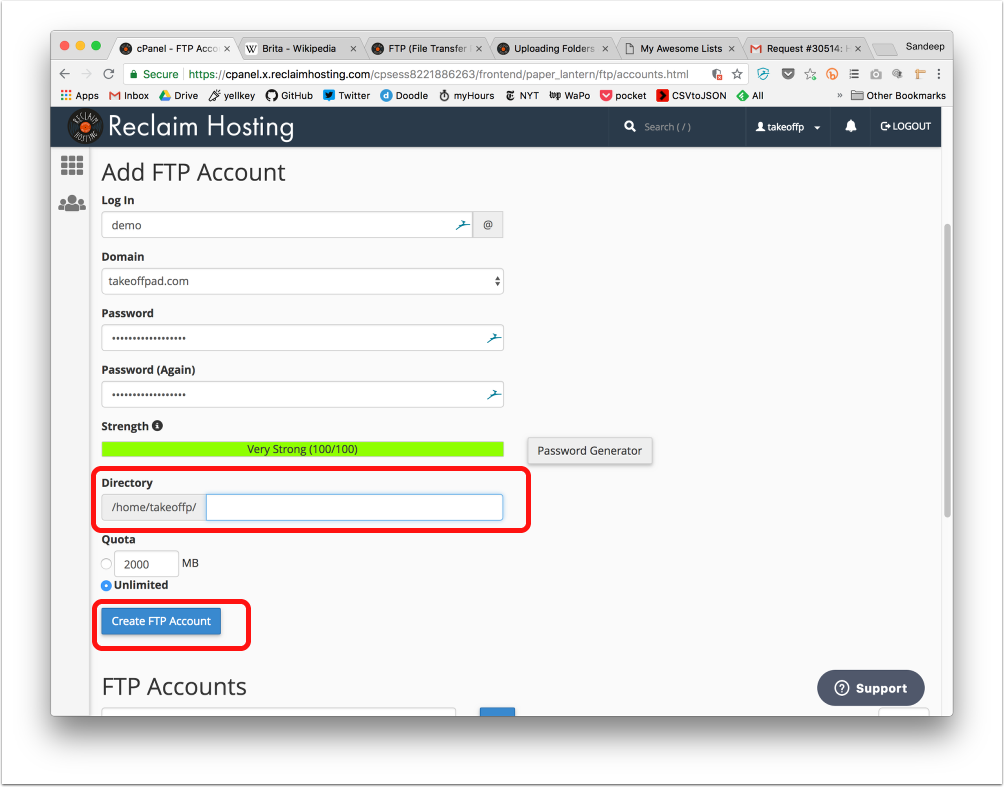 cPanel - FTP Acco
Brita - Wikipedia
FTP (File Transfer
Uploading Folders
My Awesome Lists
Request #30514: H
Sandeep
Secure https://cpanel.x.reclaimhosting.com/cpsess8221886263/frontend/paper_lantern/ftp/accounts.html
Apps Inbox Drive yellkey GitHub Twitter Doodle myHours NYT WaPo pocket CSVtoJSON All » Other Bookmarks
RECLAIM HOSTING
Reclaim Hosting
Search ( / )
takeoffp
LOGOUT
Add FTP Account
Log In
demo
@
Domain
takeoffpad.com
Password
••••••••••••••••••
Password (Again)
••••••••••••••••••
Strength
Very Strong (100/100)
Password Generator
Directory
/home/takeoffp/
Quota
2000 MB
Unlimited
Create FTP Account
FTP Accounts
Support